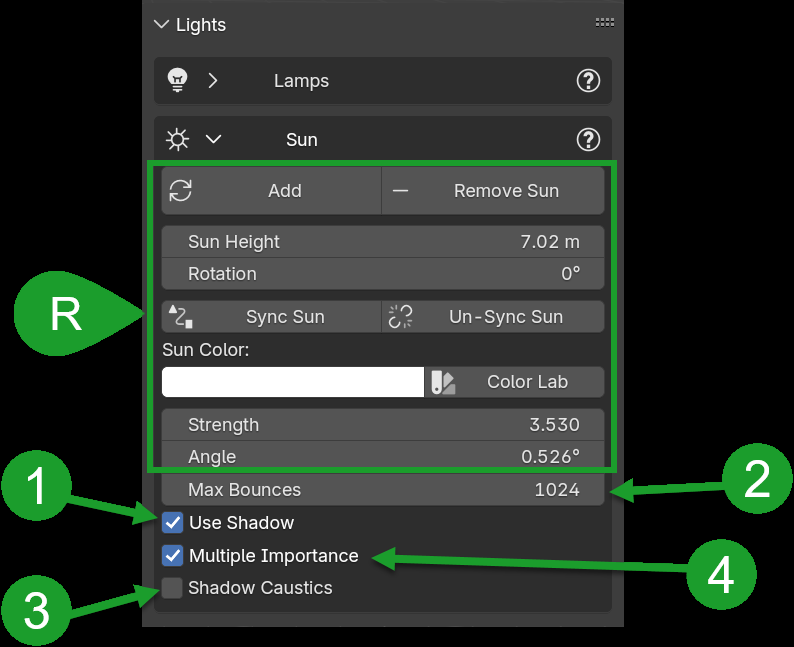 Lights
Lamps ?
Sun ?
Add Remove Sun
Sun Height 7.02 m
Rotation 0°
R
Sync Sun Un-Sync Sun
Sun Color:
Color Lab
Strength 3.530
Angle 0.526°
1
Max Bounces 1024
2
Use Shadow
Multiple Importance
4
3
Shadow Caustics